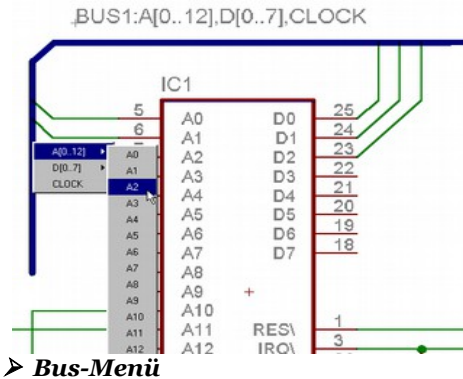 BUS1:A[0..12],D[0..7],CLOCK
IC1
5 A0 D0 25
6 A1 D1 24
A2 D2 23
A3 D3 22
A4 D4 21
A5 D5 20
A6 D6 19
A7 D7 18
A8
A9
A10
A11 RES\ 1
A12 IRQ\ 3
A[0..12]
D[0..7]
CLOCK
A0
A1
A2
A3
A4
A5
A6
A7
A8
A9
A10
A11
A12
➢ Bus-Menü